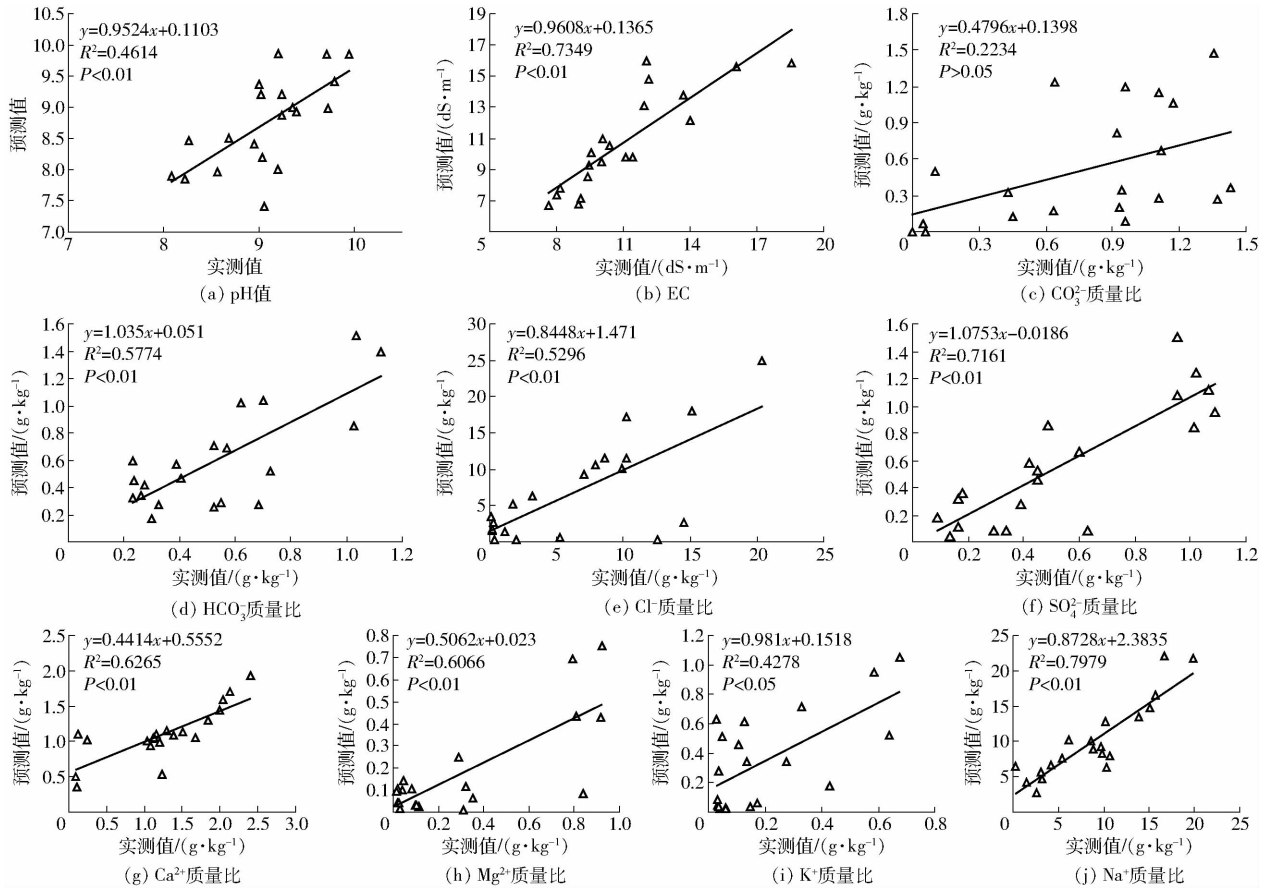 y=0.9524x+0.1103
R²=0.4614
P<0.01
10.5
10.0
9.5
9.0
8.5
8.0
7.5
7.0
预测值
7 8 9 10
实测值
(a) pH值
y=0.9608x+0.1365
R²=0.7349
P<0.01
19
17
15
13
11
9
7
预测值/(dS·m⁻¹)
5 8 11 14 17 20
实测值/(dS·m⁻¹)
(b) EC
y=0.4796x+0.1398
R²=0.2234
P>0.05
1.8
1.5
1.2
0.9
0.6
0.3
预测值/(g·kg⁻¹)
0 0.3 0.6 0.9 1.2 1.5
实测值/(g·kg⁻¹)
(c) CO₃²⁻质量比
y=1.035x+0.051
R²=0.5774
P<0.01
1.6
1.4
1.2
1.0
0.8
0.6
0.4
0.2
预测值/(g·kg⁻¹)
0 0.2 0.4 0.6 0.8 1.0 1.2
实测值/(g·kg⁻¹)
(d) HCO₃⁻质量比
y=0.8448x+1.471
R²=0.5296
P<0.01
30
25
20
15
10
5
预测值/(g·kg⁻¹)
0 5 10 15 20 25
实测值/(g·kg⁻¹)
(e) Cl⁻质量比
y=1.0753x−0.0186
R²=0.7161
P<0.01
1.6
1.4
1.2
1.0
0.8
0.6
0.4
0.2
预测值/(g·kg⁻¹)
0 0.2 0.4 0.6 0.8 1.0 1.2
实测值/(g·kg⁻¹)
(f) SO₄²⁻质量比
y=0.4414x+0.5552
R²=0.6265
P<0.01
2.5
2.0
1.5
1.0
0.5
预测值/(g·kg⁻¹)
0 0.5 1.0 1.5 2.0 2.5 3.0
实测值/(g·kg⁻¹)
(g) Ca²⁺质量比
y=0.5062x+0.023
R²=0.6066
P<0.01
0.8
0.7
0.6
0.5
0.4
0.3
0.2
0.1
预测值/(g·kg⁻¹)
0 0.2 0.4 0.6 0.8 1.0
实测值/(g·kg⁻¹)
(h) Mg²⁺质量比
y=0.981x+0.1518
R²=0.4278
P<0.05
1.2
1.0
0.8
0.6
0.4
0.2
预测值/(g·kg⁻¹)
0 0.2 0.4 0.6 0.8
实测值/(g·kg⁻¹)
(i) K⁺质量比
y=0.8728x+2.3835
R²=0.7979
P<0.01
25
20
15
10
5
预测值/(g·kg⁻¹)
0 5 10 15 20 25
实测值/(g·kg⁻¹)
(j) Na⁺质量比